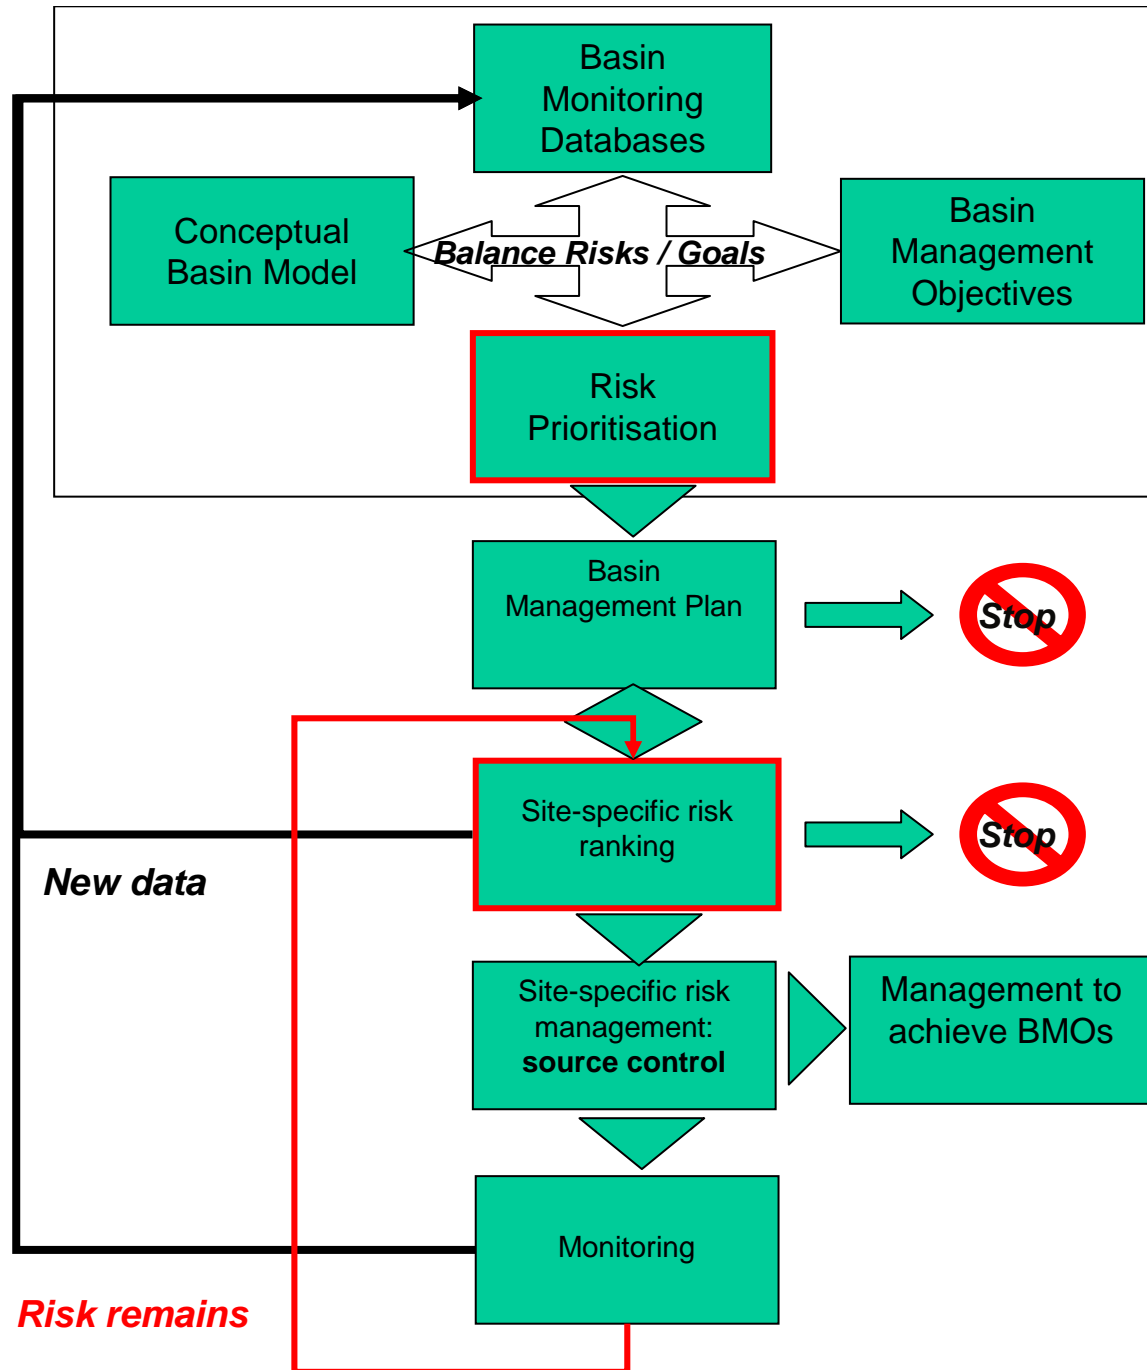 Basin
Monitoring
Databases
Conceptual
Basin Model
Balance Risks / Goals
Basin
Management
Objectives
Risk
Prioritisation
Basin
Management Plan
Stop
Site-specific risk
ranking
Stop
New data
Site-specific risk
management:
source control
Management to
achieve BMOs
Monitoring
Risk remains